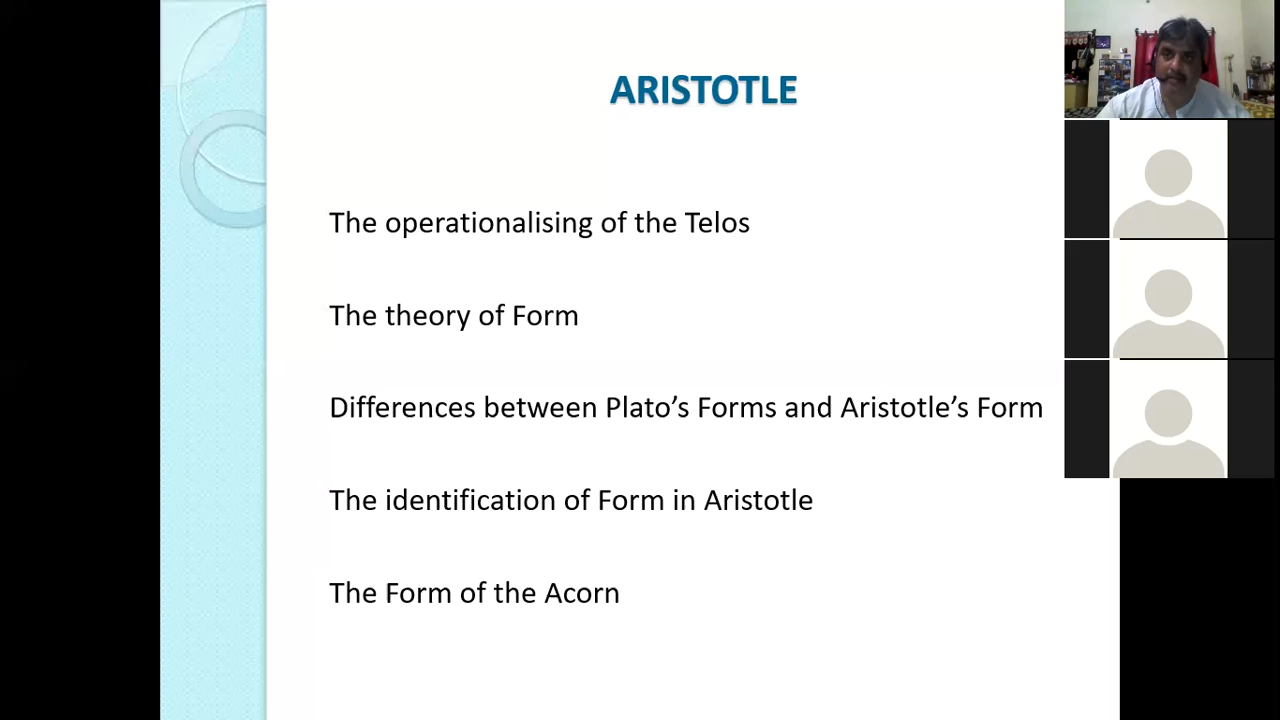 ARISTOTLE
The operationalising of the Telos
The theory of Form
Differences between Plato’s Forms and Aristotle’s Form
The identification of Form in Aristotle
The Form of the Acorn